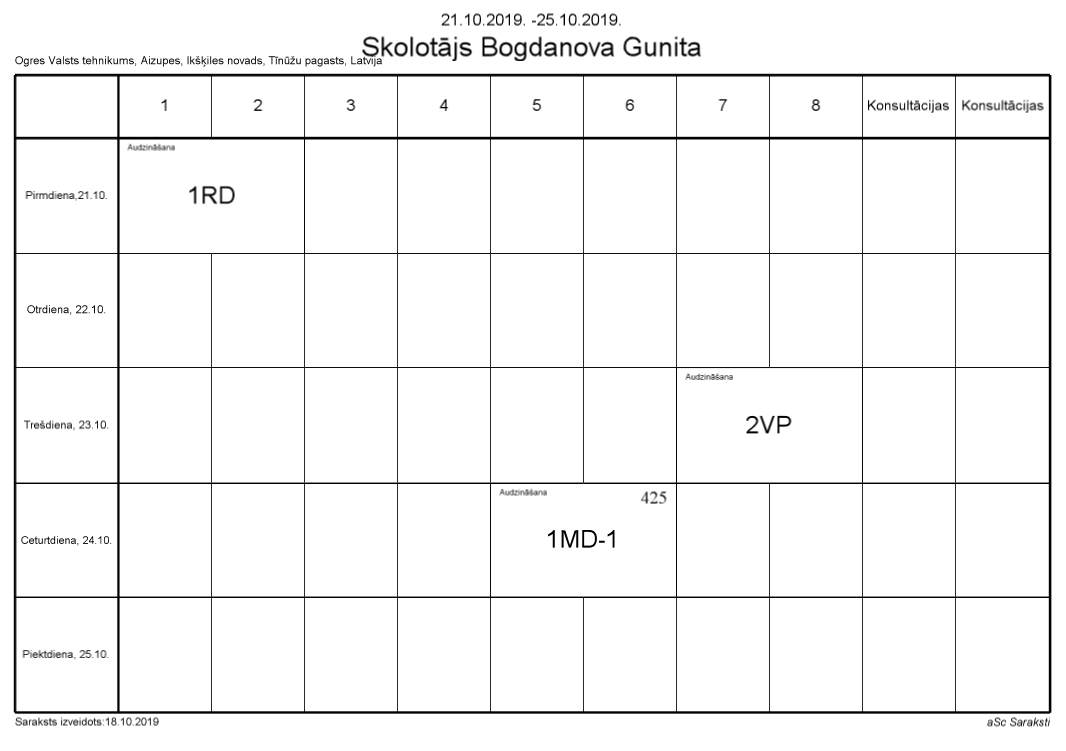 21.10.2019. -25.10.2019.
Skolotājs Bogdanova Gunita
Ogres Valsts tehnikums, Aizupes, Ikšķiles novads, Tīnūžu pagasts, Latvija
1 2 3 4 5 6 7 8 Konsultācijas Konsultācijas
Audzināšana
Pirmdiena,21.10. 1RD
Otrdiena, 22.10.
Audzināšana
Trešdiena, 23.10. 2VP
Audzināšana 425
Ceturtdiena, 24.10. 1MD-1
Piektdiena, 25.10.
Saraksts izveidots:18.10.2019 aSc Saraksti